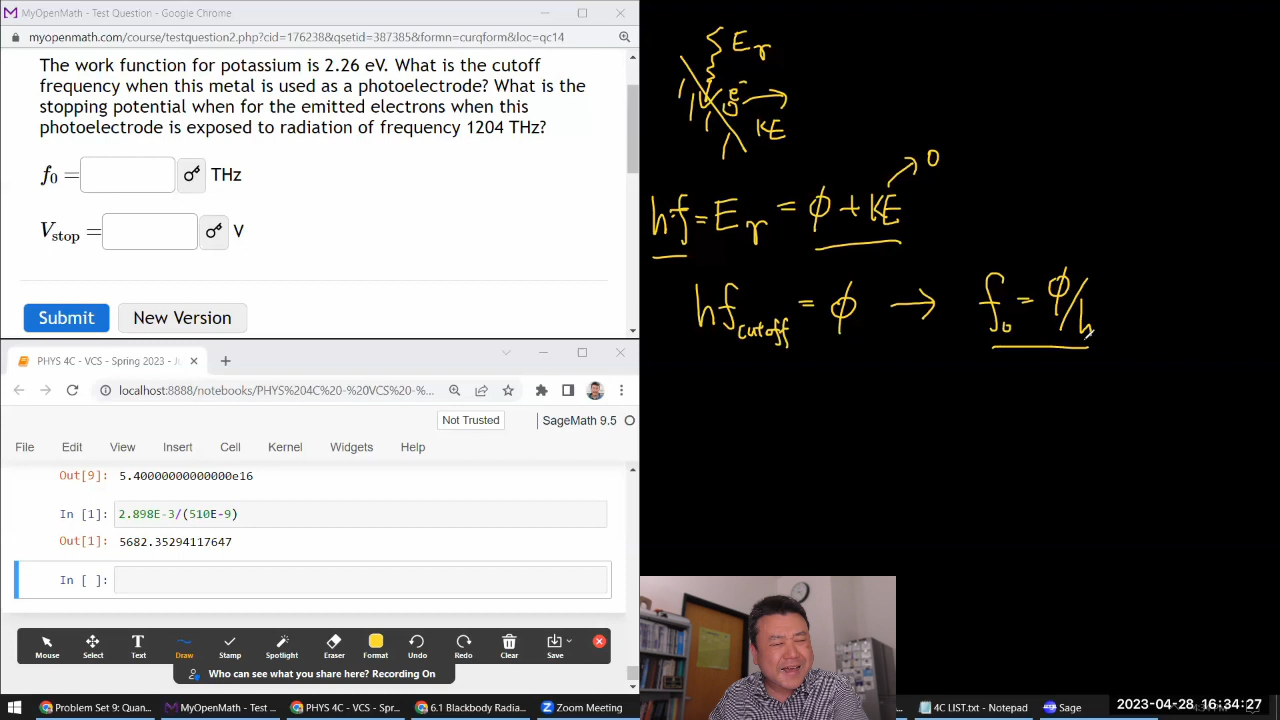 MyOpenMath - Test Question - Google Chrome
myopenmath.com/course/testquestion2.php?cid=176238&qsetid=387385&formn=curqform&loc=qc14
The work function for potassium is 2.26 eV. What is the cutoff
frequency when this metal is used as a photoelectrode? What is the
stopping potential when for the emitted electrons when this
photoelectrode is exposed to radiation of frequency 1204 THz?
f0 = THz
Vstop = V
Submit New Version
PHYS 4C - VCS - Spring 2023 - Ju
localhost:8888/notebooks/PHYS%204C%20-%20VCS%20-%...
Not Trusted SageMath 9.5
File Edit View Insert Cell Kernel Widgets Help
Out[9]: 5.40000000000000e16
In [1]: 2.898E-3/(510E-9)
Out[1]: 5682.35294117647
In [ ]:
Mouse Select Text Draw Stamp Spotlight Eraser Format Undo Redo Clear Save
Who can see what you share here? Recording On
Eγ
e-
KE
0
h·f = Eγ = ϕ + KE
hfcutoff = ϕ → f0 = ϕ/h
Problem Set 9: Quan... MyOpenMath - Test ... PHYS 4C - VCS - Spr... 6.1 Blackbody Radia... Zoom Meeting 4C LIST.txt - Notepad Sage
2023-04-28 16:34:27